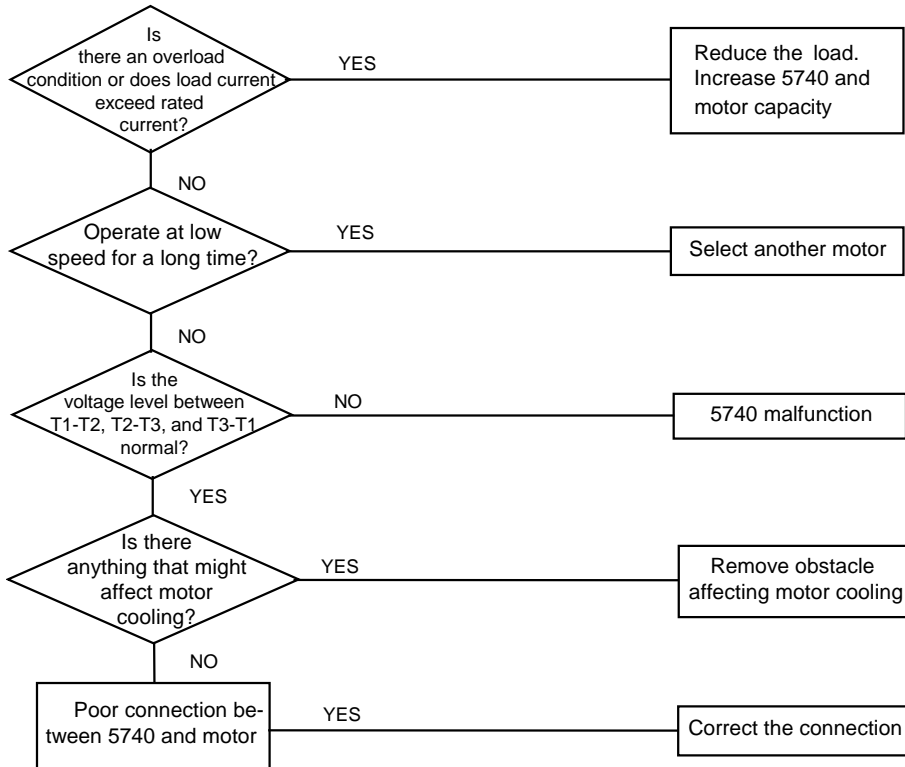 Is
there an overload
condition or does load current
exceed rated
current?
YES
Reduce the load.
Increase 5740 and
motor capacity
NO
Operate at low
speed for a long time?
YES
Select another motor
NO
Is the
voltage level between
T1-T2, T2-T3, and T3-T1
normal?
NO
5740 malfunction
YES
Is there
anything that might
affect motor
cooling?
YES
Remove obstacle
affecting motor cooling
NO
Poor connection be-
tween 5740 and motor
YES
Correct the connection